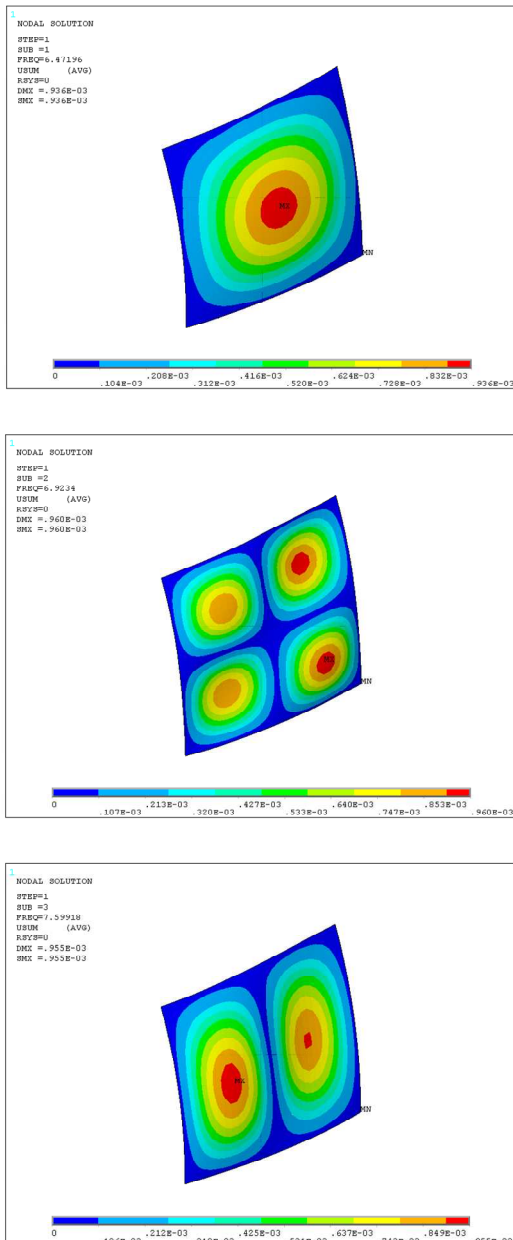 1
NODAL SOLUTION
STEP=1
SUB =1
FREQ=6.47196
USUM (AVG)
RSYS=0
DMX =.936E-03
SMX =.936E-03
MX
MN
0 .208E-03 .416E-03 .624E-03 .832E-03
.104E-03 .312E-03 .520E-03 .728E-03 .936E-03
1
NODAL SOLUTION
STEP=1
SUB =2
FREQ=6.9234
USUM (AVG)
RSYS=0
DMX =.960E-03
SMX =.960E-03
MX
MN
0 .213E-03 .427E-03 .640E-03 .853E-03
.107E-03 .320E-03 .533E-03 .747E-03 .960E-03
1
NODAL SOLUTION
STEP=1
SUB =3
FREQ=7.59918
USUM (AVG)
RSYS=0
DMX =.955E-03
SMX =.955E-03
MX
MN
0 .212E-03 .425E-03 .637E-03 .849E-03